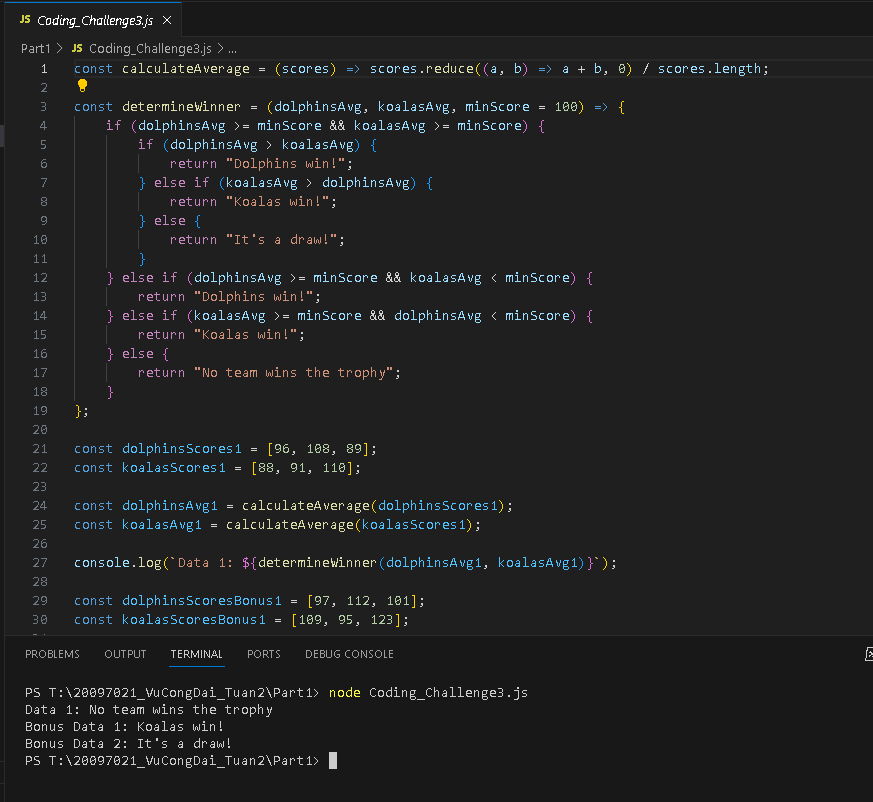 JS Coding_Challenge3.js ×
Part1 > JS Coding_Challenge3.js > ...
1 const calculateAverage = (scores) => scores.reduce((a, b) => a + b, 0) / scores.length;
2
3 const determineWinner = (dolphinsAvg, koalasAvg, minScore = 100) => {
4     if (dolphinsAvg >= minScore && koalasAvg >= minScore) {
5         if (dolphinsAvg > koalasAvg) {
6             return "Dolphins win!";
7         } else if (koalasAvg > dolphinsAvg) {
8             return "Koalas win!";
9         } else {
10             return "It's a draw!";
11         }
12     } else if (dolphinsAvg >= minScore && koalasAvg < minScore) {
13         return "Dolphins win!";
14     } else if (koalasAvg >= minScore && dolphinsAvg < minScore) {
15         return "Koalas win!";
16     } else {
17         return "No team wins the trophy";
18     }
19 };
20
21 const dolphinsScores1 = [96, 108, 89];
22 const koalasScores1 = [88, 91, 110];
23
24 const dolphinsAvg1 = calculateAverage(dolphinsScores1);
25 const koalasAvg1 = calculateAverage(koalasScores1);
26
27 console.log(`Data 1: ${determineWinner(dolphinsAvg1, koalasAvg1)}`);
28
29 const dolphinsScoresBonus1 = [97, 112, 101];
30 const koalasScoresBonus1 = [109, 95, 123];
PROBLEMS OUTPUT TERMINAL PORTS DEBUG CONSOLE
PS T:\20097021_VuCongDai_Tuan2\Part1> node Coding_Challenge3.js
Data 1: No team wins the trophy
Bonus Data 1: Koalas win!
Bonus Data 2: It's a draw!
PS T:\20097021_VuCongDai_Tuan2\Part1>